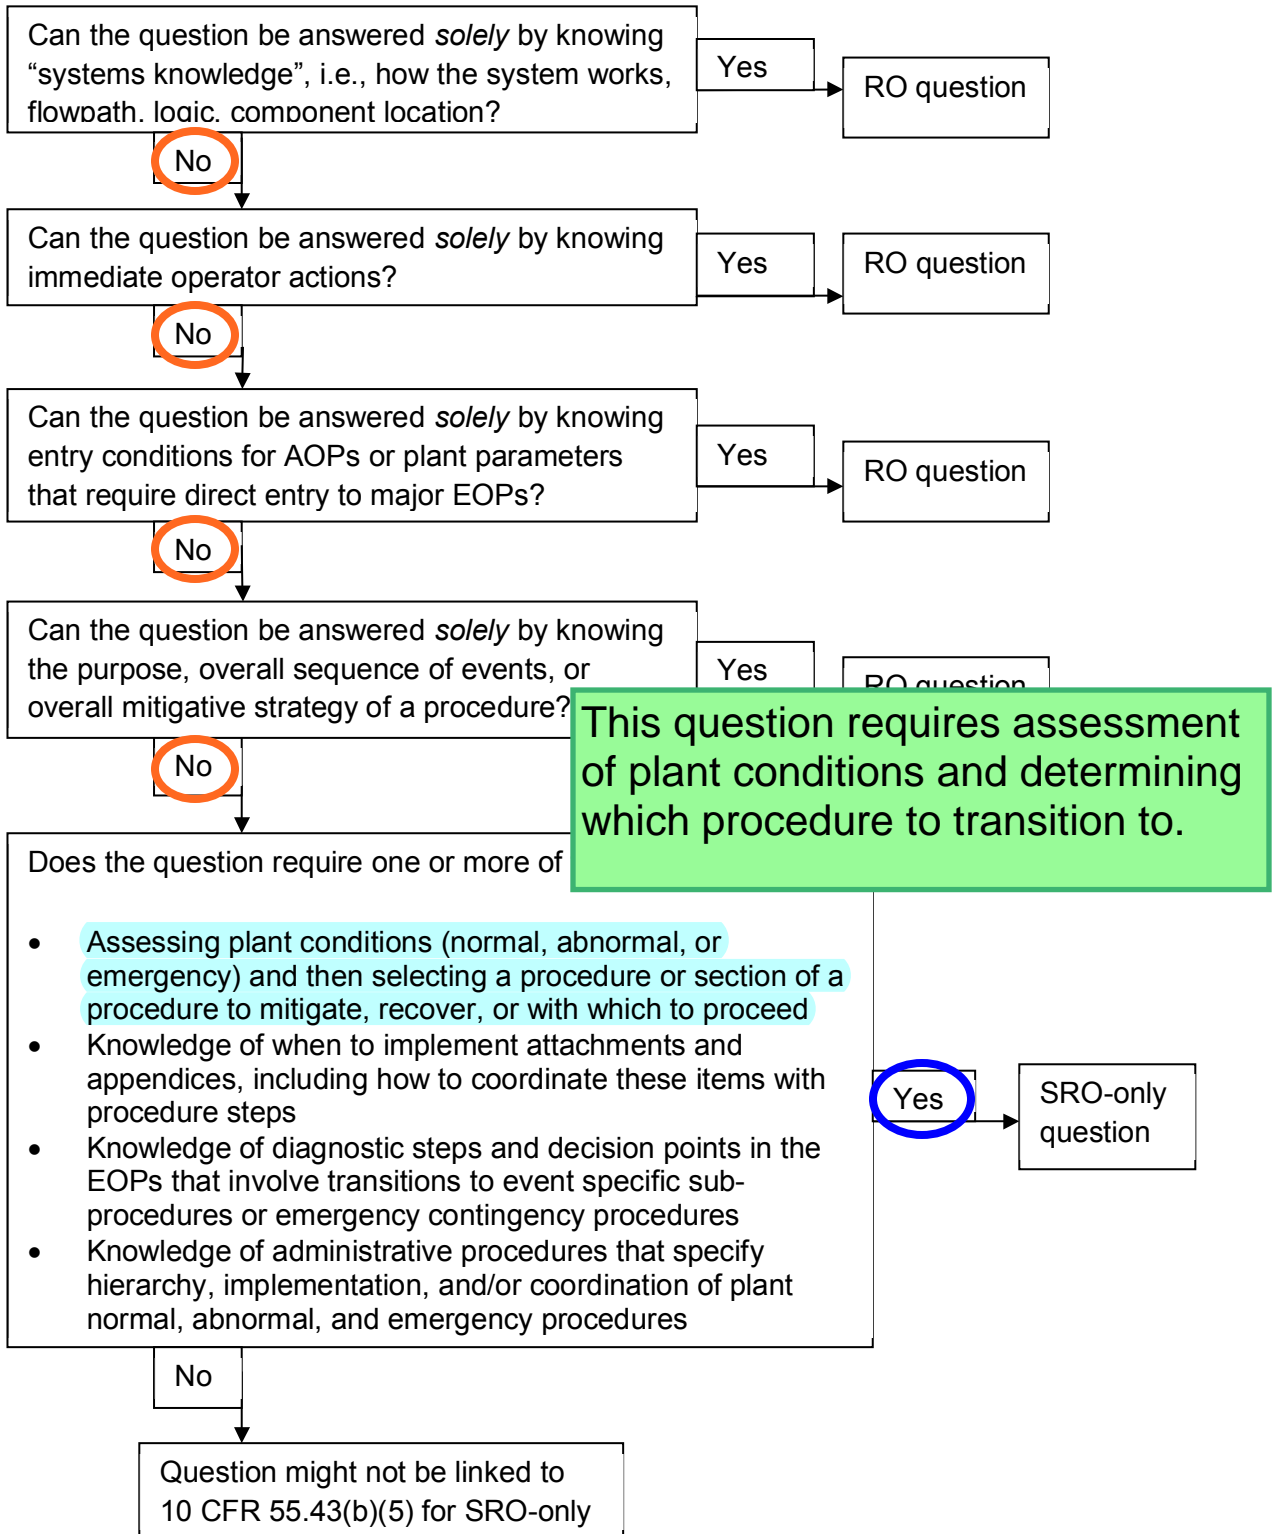 Can the question be answered solely by knowing
“systems knowledge”, i.e., how the system works,
flowpath, logic, component location?
Yes
RO question
No
Can the question be answered solely by knowing
immediate operator actions?
Yes
RO question
No
Can the question be answered solely by knowing
entry conditions for AOPs or plant parameters
that require direct entry to major EOPs?
Yes
RO question
No
Can the question be answered solely by knowing
the purpose, overall sequence of events, or
overall mitigative strategy of a procedure?
Yes
RO question
No
This question requires assessment
of plant conditions and determining
which procedure to transition to.
Does the question require one or more of
• Assessing plant conditions (normal, abnormal, or
emergency) and then selecting a procedure or section of a
procedure to mitigate, recover, or with which to proceed
• Knowledge of when to implement attachments and
appendices, including how to coordinate these items with
procedure steps
• Knowledge of diagnostic steps and decision points in the
EOPs that involve transitions to event specific sub-
procedures or emergency contingency procedures
• Knowledge of administrative procedures that specify
hierarchy, implementation, and/or coordination of plant
normal, abnormal, and emergency procedures
Yes
SRO-only
question
No
Question might not be linked to
10 CFR 55.43(b)(5) for SRO-only